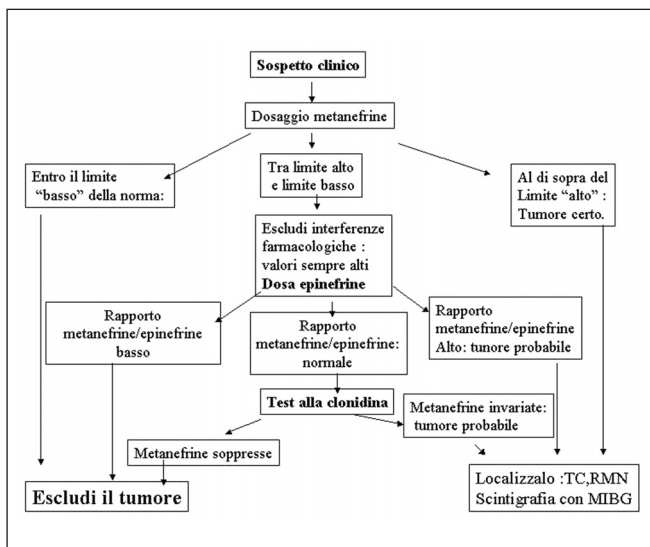 Sospetto clinico
Dosaggio metanefrine
Entro il limite
“basso” della norma:
Tra limite alto
e limite basso
Al di sopra del
Limite “alto” :
Tumore certo.
Escludi interferenze
farmacologiche :
valori sempre alti
Dosa epinefrine
Rapporto
metanefrine/epinefrine
basso
Rapporto
metanefrine/epinefrine:
normale
Rapporto
metanefrine/epinefrine
Alto: tunore probabile
Test alla clonidina
Metanefrine invariate:
tumore probabile
Metanefrine soppresse
Escludi il tumore
Localizzalo :TC,RMN
Scintigrafia con MIBG